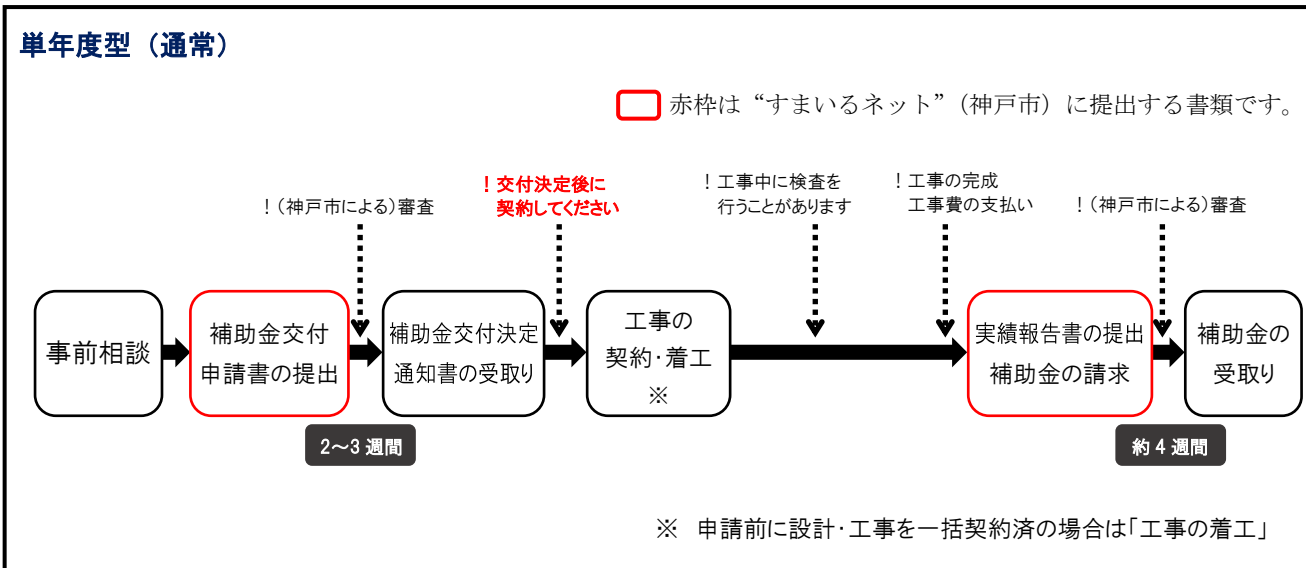 単年度型（通常）
赤枠は“すまいるネット”（神戸市）に提出する書類です。
！（神戸市による）審査
！交付決定後に
契約してください
！工事中に検査を
行うことがあります
！工事の完成
工事費の支払い
！（神戸市による）審査
事前相談
補助金交付
申請書の提出
補助金交付決定
通知書の受取り
工事の
契約・着工
※
実績報告書の提出
補助金の請求
補助金の
受取り
2～3 週間
約 4 週間
※　申請前に設計・工事を一括契約済の場合は「工事の着工」